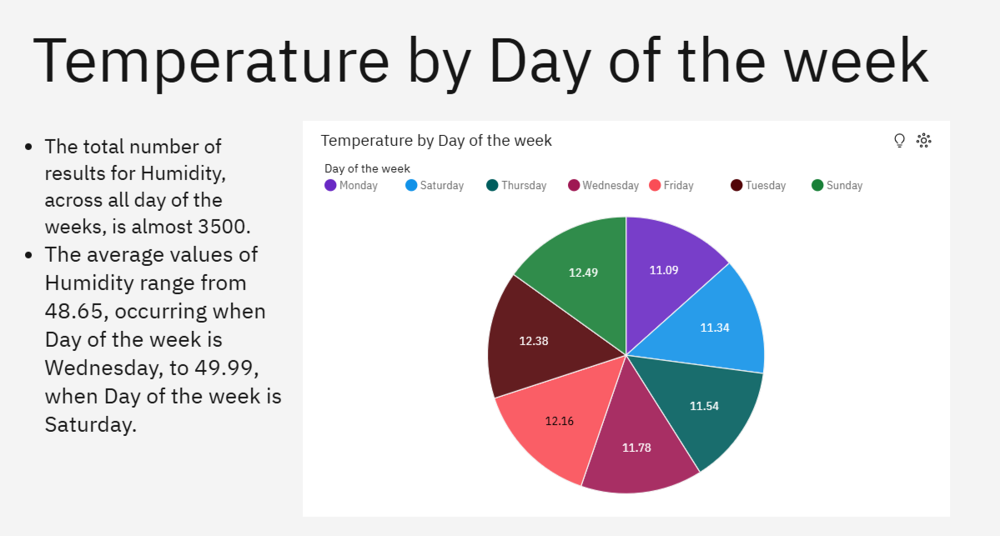 Temperature by Day of the week
• The total number of
results for Humidity,
across all day of the
weeks, is almost 3500.
• The average values of
Humidity range from
48.65, occurring when
Day of the week is
Wednesday, to 49.99,
when Day of the week is
Saturday.
Temperature by Day of the week
Day of the week
Monday Saturday Thursday Wednesday Friday Tuesday Sunday
12.49 11.09
11.34
12.38
11.54
12.16
11.78